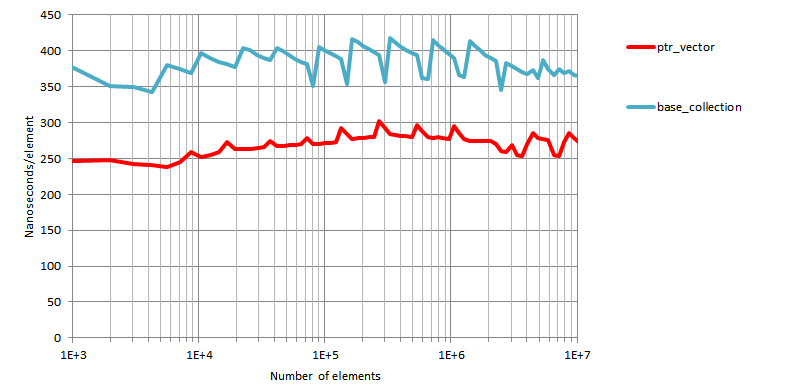 450
400
350
300
250
200
150
100
50
0
Nanoseconds/element
1E+3 1E+4 1E+5 1E+6 1E+7
Number of elements
ptr_vector
base_collection